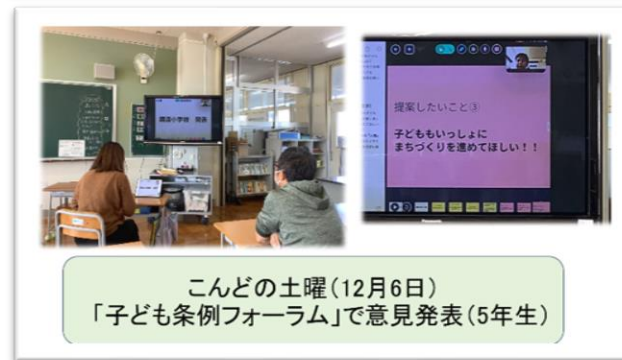 提案したいこと③
子どももいっしょに
まちづくりを進めてほしい！！
こんどの土曜(12月6日)
「子ども条例フォーラム」で意見発表(5年生)